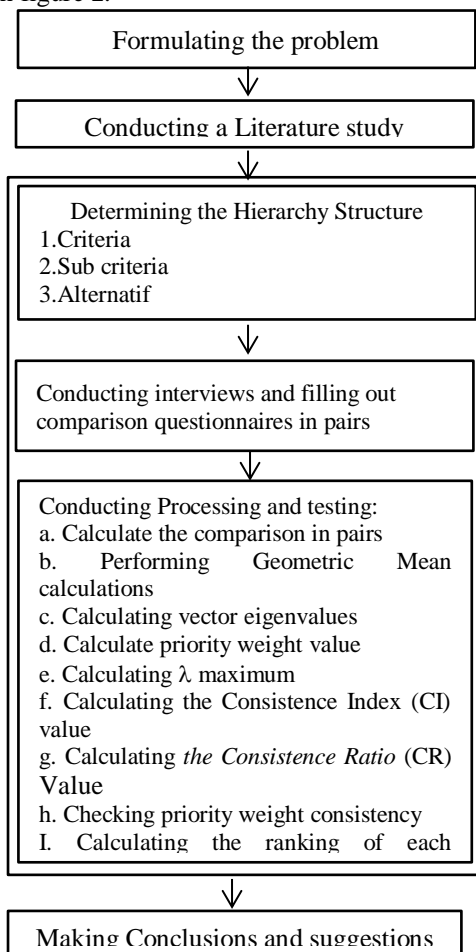 in figure 2.
Formulating the problem
Conducting a Literature study
Determining the Hierarchy Structure
1.Criteria
2.Sub criteria
3.Alternatif
Conducting interviews and filling out
comparison questionnaires in pairs
Conducting Processing and testing:
a. Calculate the comparison in pairs
b. Performing Geometric Mean
calculations
c. Calculating vector eigenvalues
d. Calculate priority weight value
e. Calculating λ maximum
f. Calculating the Consistence Index (CI)
value
g. Calculating the Consistence Ratio (CR)
Value
h. Checking priority weight consistency
I. Calculating the ranking of each
Making Conclusions and suggestions